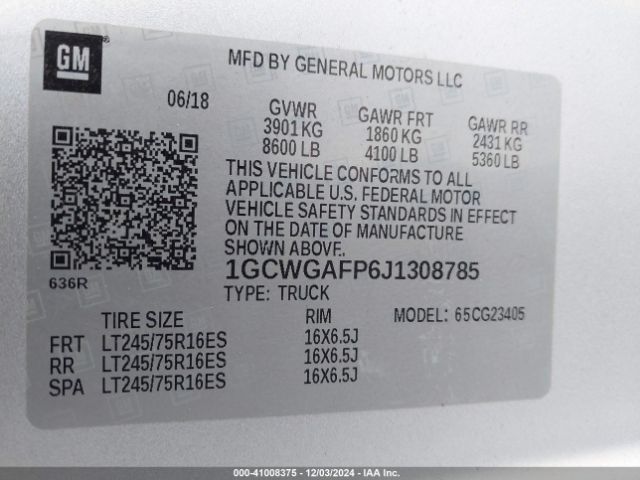 GM
®
MFD BY GENERAL MOTORS LLC
06/18
GVWR
3901 KG
8600 LB
GAWR FRT
1860 KG
4100 LB
GAWR RR
2431 KG
5360 LB
THIS VEHICLE CONFORMS TO ALL
APPLICABLE U.S. FEDERAL MOTOR
VEHICLE SAFETY STANDARDS IN EFFECT
ON THE DATE OF MANUFACTURE
SHOWN ABOVE.
636R
1GCWGAFP6J1308785
TYPE: TRUCK
MODEL: 65CG23405
TIRE SIZE RIM
FRT LT245/75R16ES 16X6.5J
RR LT245/75R16ES 16X6.5J
SPA LT245/75R16ES 16X6.5J
000-41008375 - 12/03/2024 - IAA Inc.